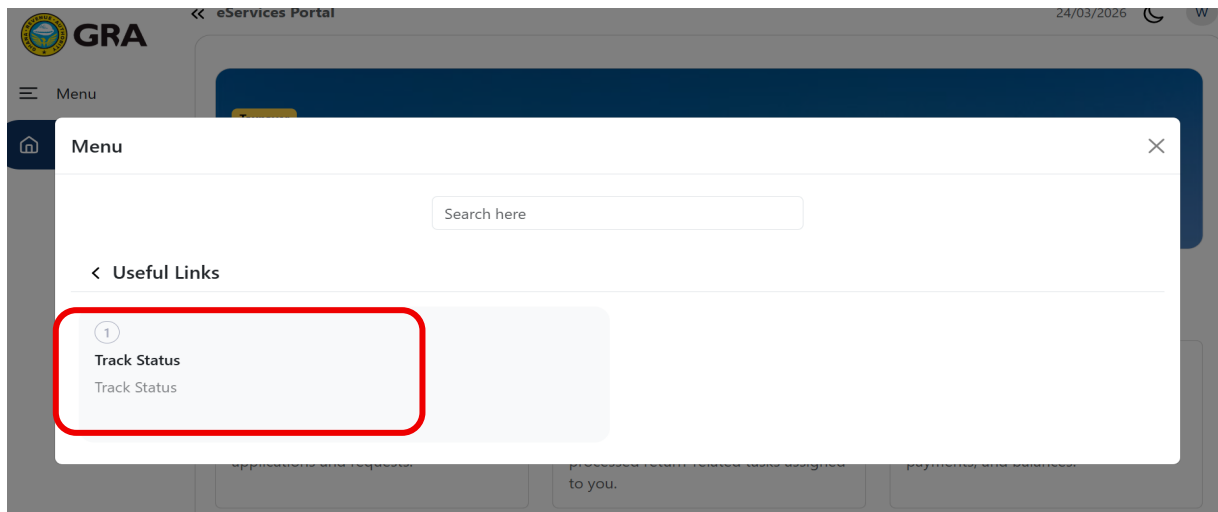 eServices Portal
24/03/2026
W
GRA
Menu
Menu
Search here
Useful Links
1
Track Status
Track Status
applications and requests.
processed return-related tasks assigned
to you.
payments, and balances.